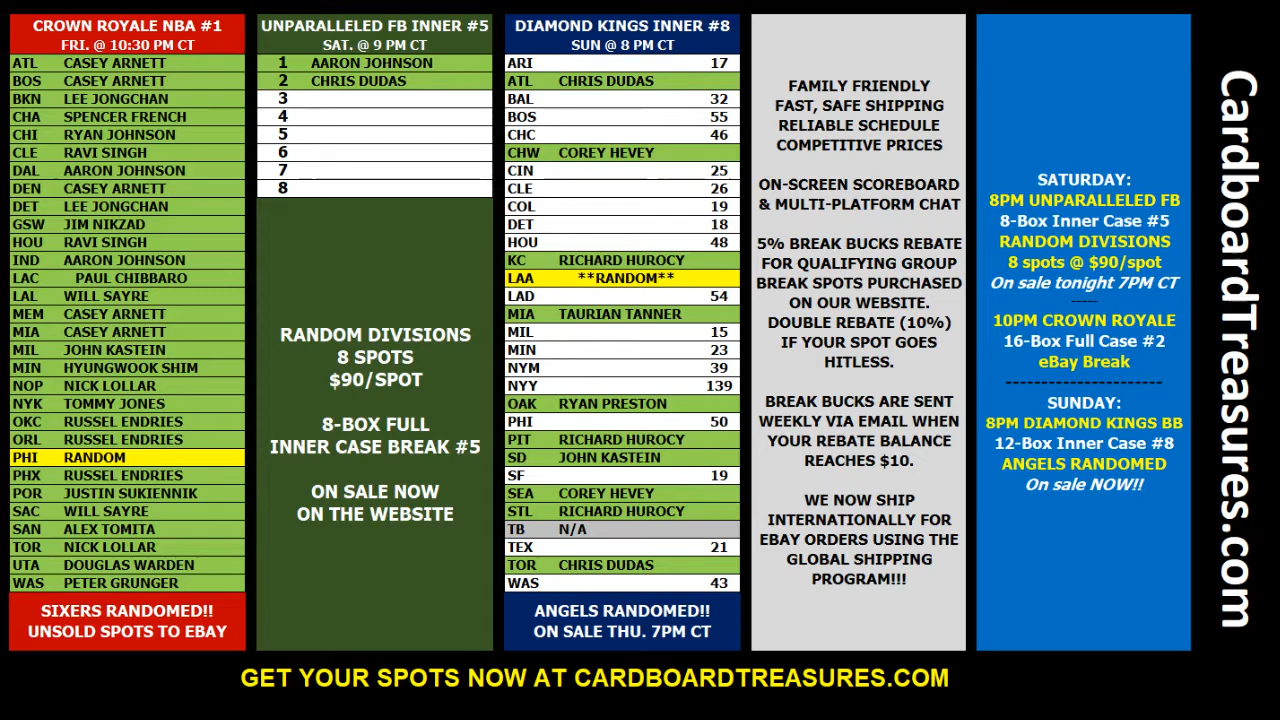 CROWN ROYALE NBA #1
FRI. @ 10:30 PM CT
ATL CASEY ARNETT
BOS CASEY ARNETT
BKN LEE JONGCHAN
CHA SPENCER FRENCH
CHI RYAN JOHNSON
CLE RAVI SINGH
DAL AARON JOHNSON
DEN CASEY ARNETT
DET LEE JONGCHAN
GSW JIM NIKZAD
HOU RAVI SINGH
IND AARON JOHNSON
LAC PAUL CHIBBARO
LAL WILL SAYRE
MEM CASEY ARNETT
MIA CASEY ARNETT
MIL JOHN KASTEIN
MIN HYUNGWOOK SHIM
NOP NICK LOLLAR
NYK TOMMY JONES
OKC RUSSEL ENDRIES
ORL RUSSEL ENDRIES
PHI RANDOM
PHX RUSSEL ENDRIES
POR JUSTIN SUKIENNIK
SAC WILL SAYRE
SAN ALEX TOMITA
TOR NICK LOLLAR
UTA DOUGLAS WARDEN
WAS PETER GRUNGER
SIXERS RANDOMED!!
UNSOLD SPOTS TO EBAY
UNPARALLELED FB INNER #5
SAT. @ 9 PM CT
1 AARON JOHNSON
2 CHRIS DUDAS
3
4
5
6
7
8
RANDOM DIVISIONS
8 SPOTS
$90/SPOT
8-BOX FULL
INNER CASE BREAK #5
ON SALE NOW
ON THE WEBSITE
DIAMOND KINGS INNER #8
SUN @ 8 PM CT
ARI 17
ATL CHRIS DUDAS
BAL 32
BOS 55
CHC 46
CHW COREY HEVEY
CIN 25
CLE 26
COL 19
DET 18
HOU 48
KC RICHARD HUROCY
LAA **RANDOM**
LAD 54
MIA TAURIAN TANNER
MIL 15
MIN 23
NYM 39
NYY 139
OAK RYAN PRESTON
PHI 50
PIT RICHARD HUROCY
SD JOHN KASTEIN
SF 19
SEA COREY HEVEY
STL RICHARD HUROCY
TB N/A
TEX 21
TOR CHRIS DUDAS
WAS 43
ANGELS RANDOMED!!
ON SALE THU. 7PM CT
FAMILY FRIENDLY
FAST, SAFE SHIPPING
RELIABLE SCHEDULE
COMPETITIVE PRICES
ON-SCREEN SCOREBOARD
& MULTI-PLATFORM CHAT
5% BREAK BUCKS REBATE
FOR QUALIFYING GROUP
BREAK SPOTS PURCHASED
ON OUR WEBSITE.
DOUBLE REBATE (10%)
IF YOUR SPOT GOES
HITLESS.
BREAK BUCKS ARE SENT
WEEKLY VIA EMAIL WHEN
YOUR REBATE BALANCE
REACHES $10.
WE NOW SHIP
INTERNATIONALLY FOR
EBAY ORDERS USING THE
GLOBAL SHIPPING
PROGRAM!!!
SATURDAY:
8PM UNPARALLELED FB
8-Box Inner Case #5
RANDOM DIVISIONS
8 spots @ $90/spot
On sale tonight 7PM CT
-----
10PM CROWN ROYALE
16-Box Full Case #2
eBay Break
----------------------
SUNDAY:
8PM DIAMOND KINGS BB
12-Box Inner Case #8
ANGELS RANDOMED
On sale NOW!!
CardboardTreasures.com
GET YOUR SPOTS NOW AT CARDBOARDTREASURES.COM